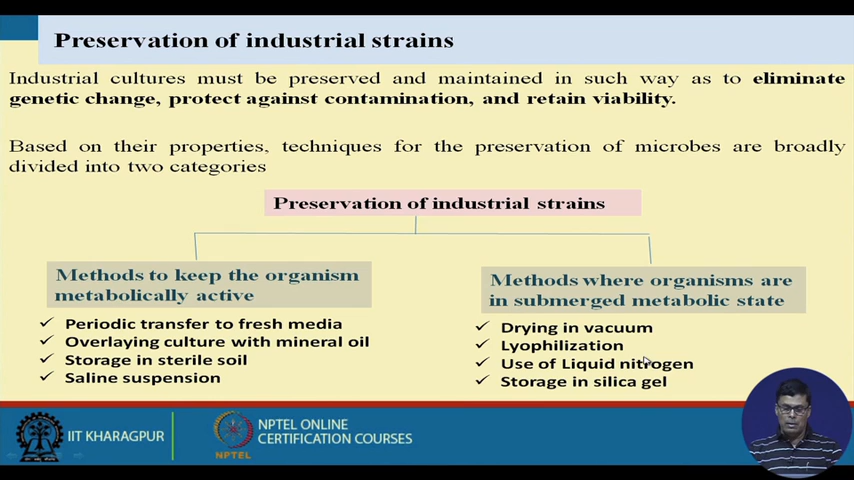 Preservation of industrial strains
Industrial cultures must be preserved and maintained in such way as to eliminate
genetic change, protect against contamination, and retain viability.
Based on their properties, techniques for the preservation of microbes are broadly
divided into two categories
Preservation of industrial strains
Methods to keep the organism
metabolically active
✓ Periodic transfer to fresh media
✓ Overlaying culture with mineral oil
✓ Storage in sterile soil
✓ Saline suspension
Methods where organisms are
in submerged metabolic state
✓ Drying in vacuum
✓ Lyophilization
✓ Use of Liquid nitrogen
✓ Storage in silica gel
IIT KHARAGPUR
NPTEL
NPTEL ONLINE
CERTIFICATION COURSES